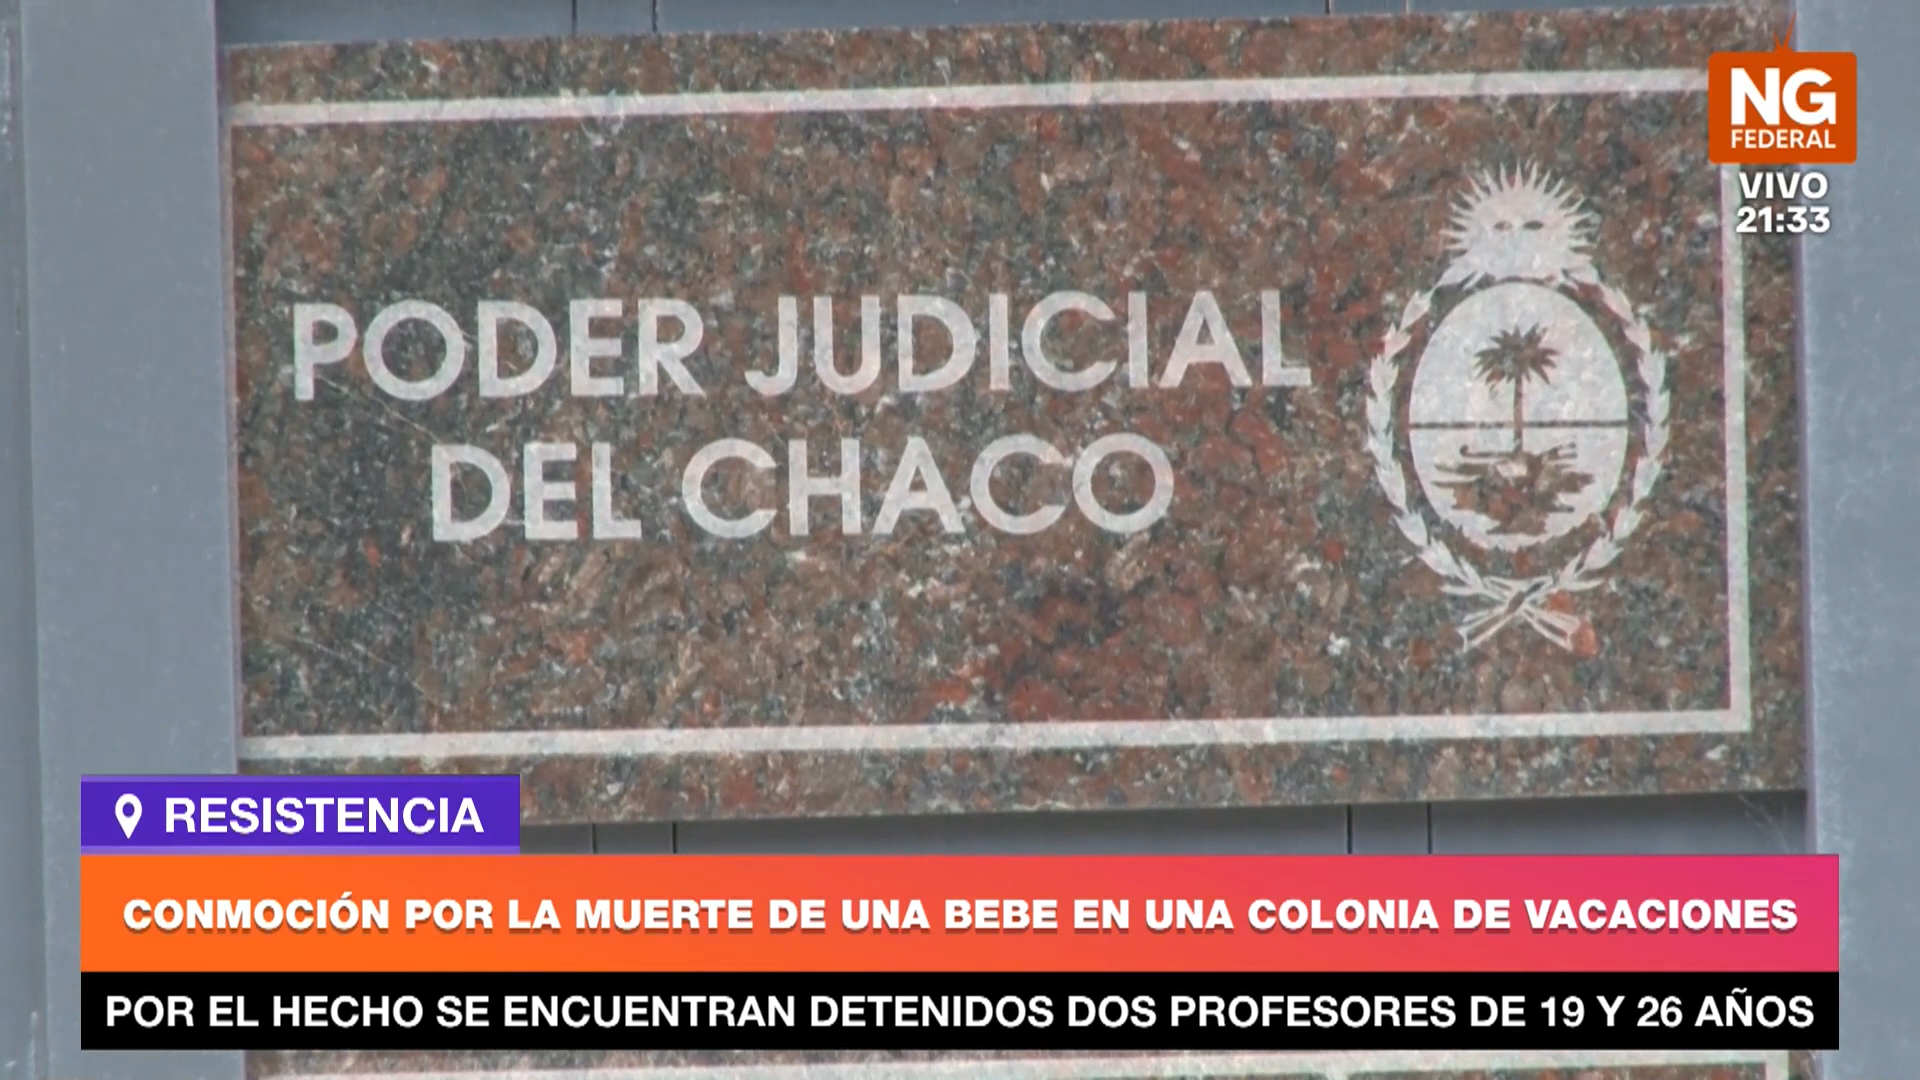 NG
FEDERAL
VIVO
21:33
PODER JUDICIAL
DEL CHACO
RESISTENCIA
CONMOCIÓN POR LA MUERTE DE UNA BEBE EN UNA COLONIA DE VACACIONES
POR EL HECHO SE ENCUENTRAN DETENIDOS DOS PROFESORES DE 19 Y 26 AÑOS